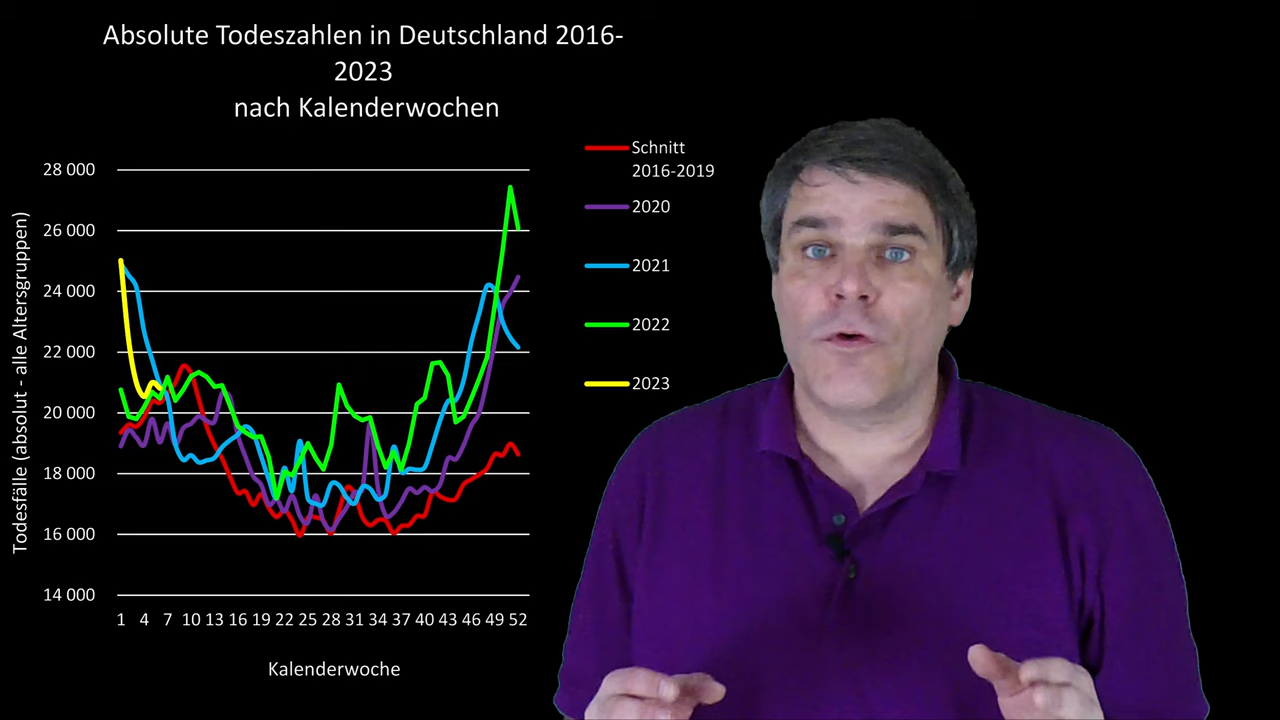 Absolute Todeszahlen in Deutschland 2016-
2023
nach Kalenderwochen
Todesfälle (absolut - alle Altersgruppen)
28 000
26 000
24 000
22 000
20 000
18 000
16 000
14 000
1 4 7 10 13 16 19 22 25 28 31 34 37 40 43 46 49 52
Kalenderwoche
Schnitt
2016-2019
2020
2021
2022
2023